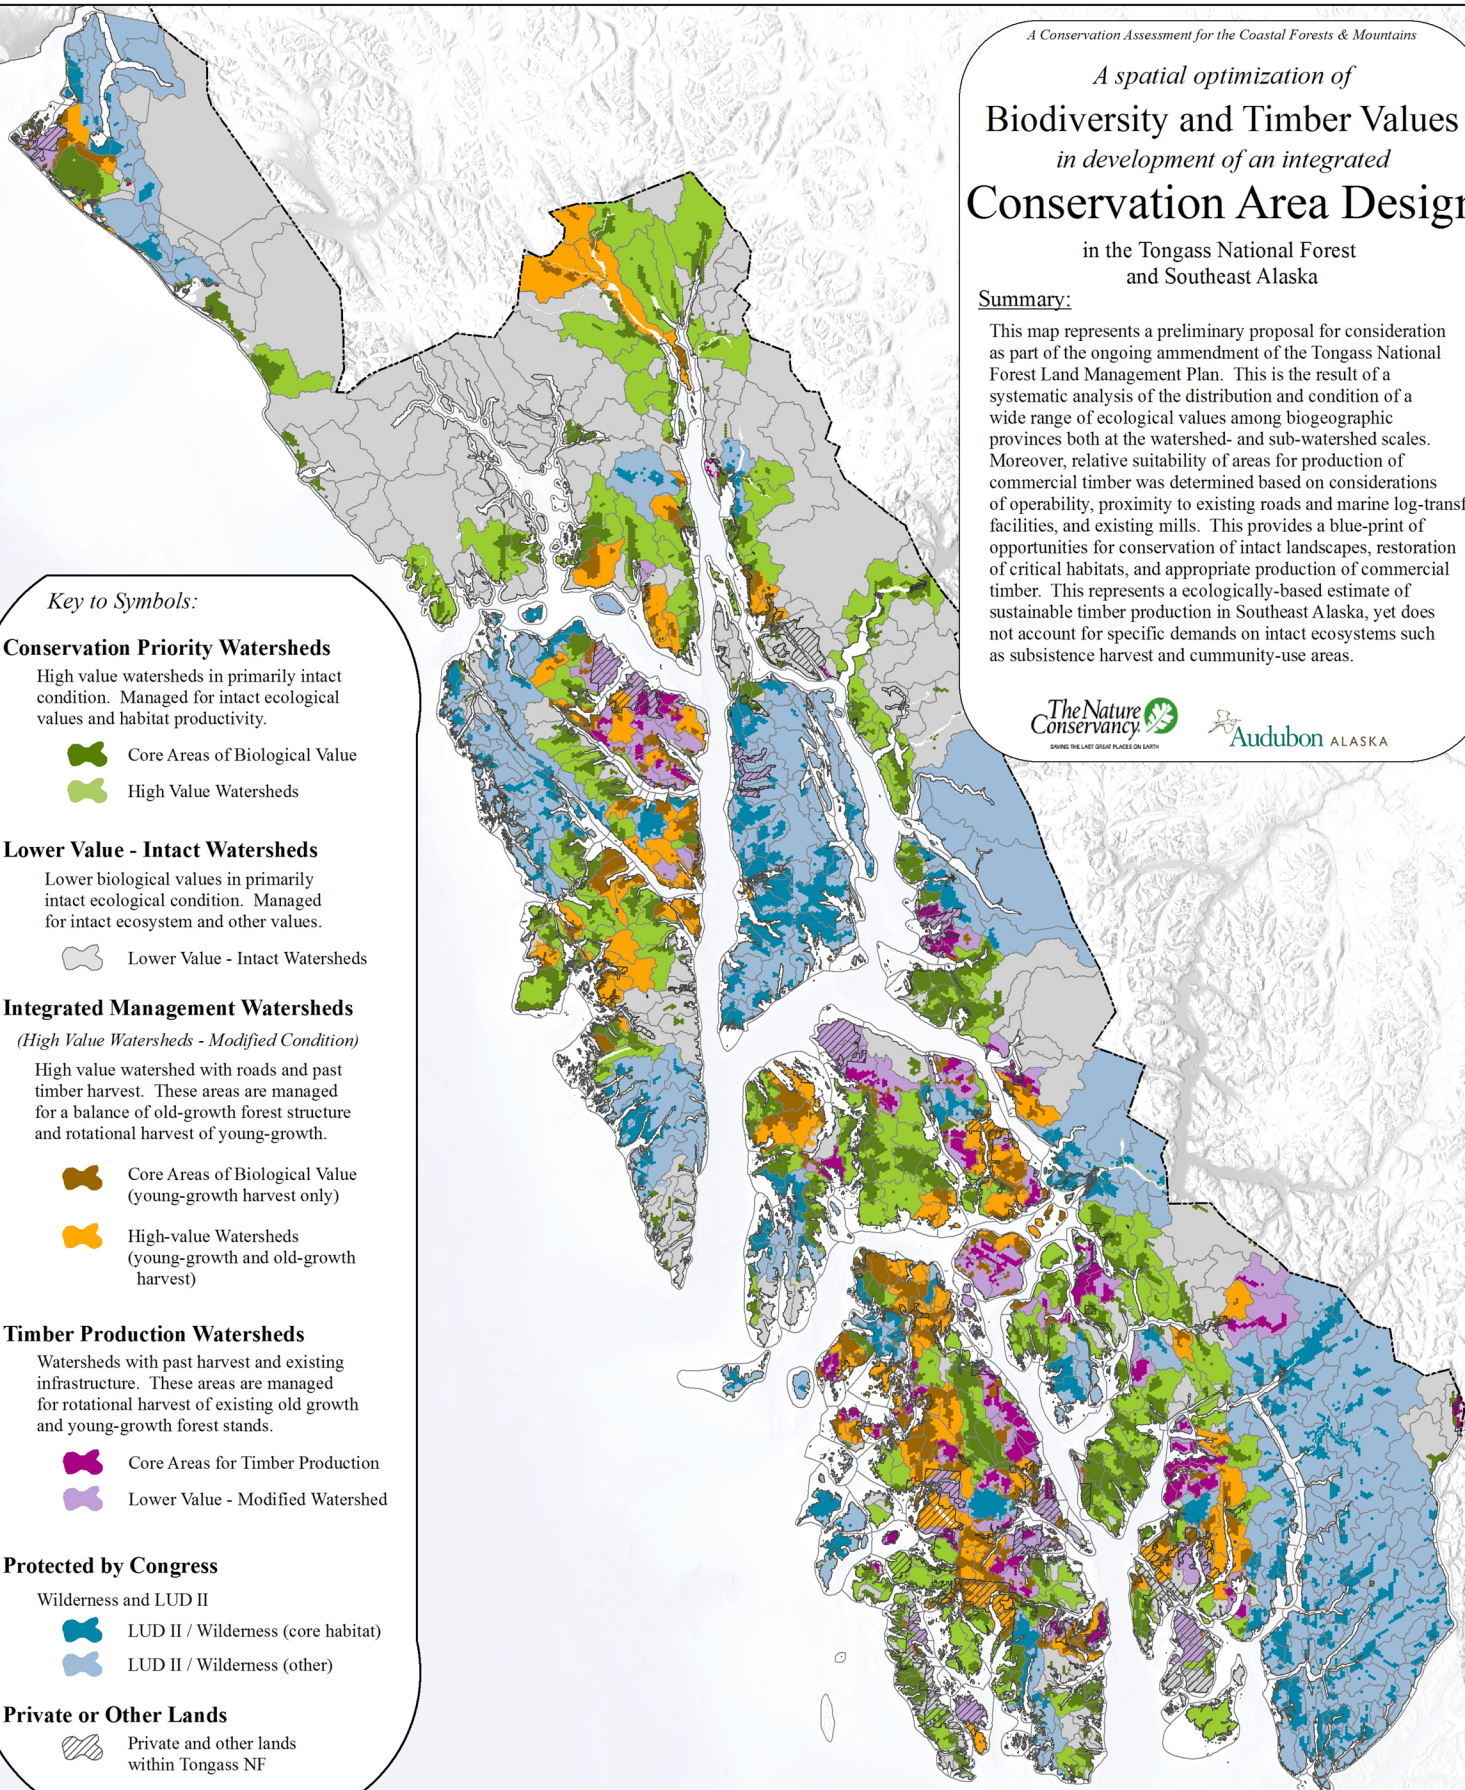 A Conservation Assessment for the Coastal Forests & Mountains
A spatial optimization of
Biodiversity and Timber Values
in development of an integrated
Conservation Area Design
in the Tongass National Forest
and Southeast Alaska
Summary:
This map represents a preliminary proposal for consideration
as part of the ongoing ammendment of the Tongass National
Forest Land Management Plan. This is the result of a
systematic analysis of the distribution and condition of a
wide range of ecological values among biogeographic
provinces both at the watershed- and sub-watershed scales.
Moreover, relative suitability of areas for production of
commercial timber was determined based on considerations
of operability, proximity to existing roads and marine log-transf
facilities, and existing mills. This provides a blue-print of
opportunities for conservation of intact landscapes, restoration
of critical habitats, and appropriate production of commercial
timber. This represents a ecologically-based estimate of
sustainable timber production in Southeast Alaska, yet does
not account for specific demands on intact ecosystems such
as subsistence harvest and cummunity-use areas.
The Nature
Conservancy
SAVING THE LAST GREAT PLACES ON EARTH
Audubon ALASKA
Key to Symbols:
Conservation Priority Watersheds
High value watersheds in primarily intact
condition. Managed for intact ecological
values and habitat productivity.
Core Areas of Biological Value
High Value Watersheds
Lower Value - Intact Watersheds
Lower biological values in primarily
intact ecological condition. Managed
for intact ecosystem and other values.
Lower Value - Intact Watersheds
Integrated Management Watersheds
(High Value Watersheds - Modified Condition)
High value watershed with roads and past
timber harvest. These areas are managed
for a balance of old-growth forest structure
and rotational harvest of young-growth.
Core Areas of Biological Value
(young-growth harvest only)
High-value Watersheds
(young-growth and old-growth
harvest)
Timber Production Watersheds
Watersheds with past harvest and existing
infrastructure. These areas are managed
for rotational harvest of existing old growth
and young-growth forest stands.
Core Areas for Timber Production
Lower Value - Modified Watershed
Protected by Congress
Wilderness and LUD II
LUD II / Wilderness (core habitat)
LUD II / Wilderness (other)
Private or Other Lands
Private and other lands
within Tongass NF